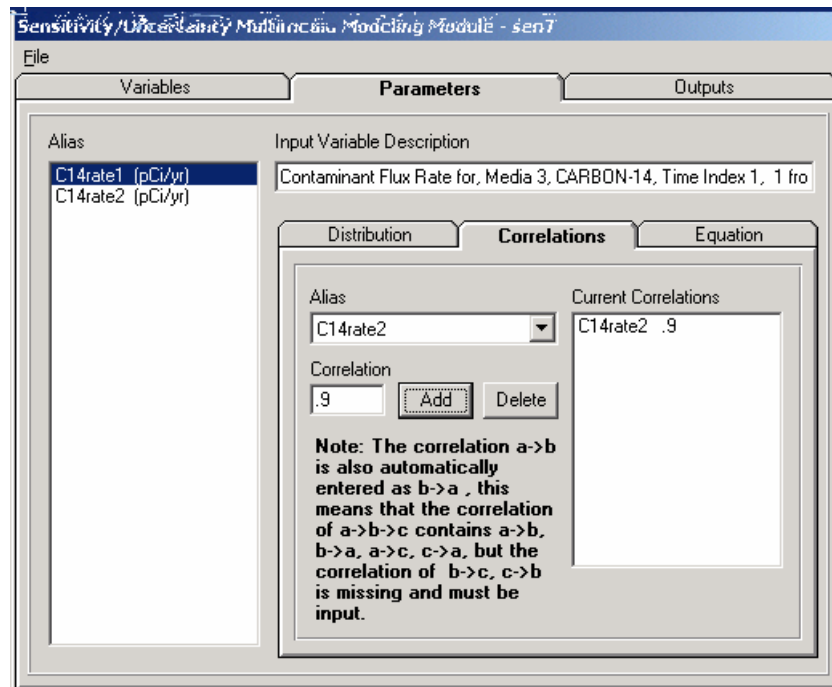 Sensitivity/Uncertainty Multimedia Modeling Module - sen7
File
Variables
Parameters
Outputs
Alias
C14rate1 (pCi/yr)
C14rate2 (pCi/yr)
Input Variable Description
Contaminant Flux Rate for, Media 3, CARBON-14, Time Index 1, 1 fro
Distribution
Correlations
Equation
Alias
C14rate2
Correlation
.9
Add
Delete
Note: The correlation a->b
is also automatically
entered as b->a , this
means that the correlation
of a->b->c contains a->b,
b->a, a->c, c->a, but the
correlation of b->c, c->b
is missing and must be
input.
Current Correlations
C14rate2 .9